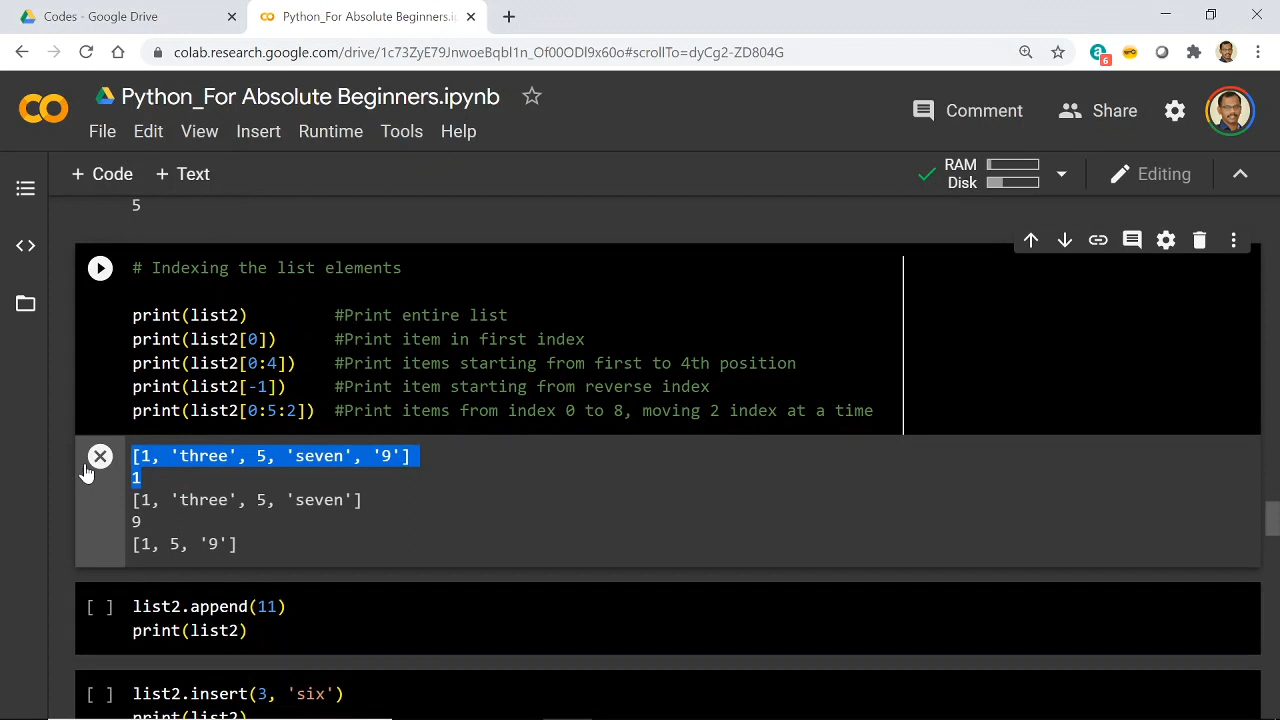 Codes - Google Drive
Python_For Absolute Beginners.ip
colab.research.google.com/drive/1c73ZyE79JnwoeBqbI1n_Of00ODl9x60o#scrollTo=dyCg2-ZD804G
6
Python_For Absolute Beginners.ipynb
Comment
Share
File Edit View Insert Runtime Tools Help
+ Code + Text
RAM
Disk
Editing
5
# Indexing the list elements
print(list2) #Print entire list
print(list2[0]) #Print item in first index
print(list2[0:4]) #Print items starting from first to 4th position
print(list2[-1]) #Print item starting from reverse index
print(list2[0:5:2]) #Print items from index 0 to 8, moving 2 index at a time
[1, 'three', 5, 'seven', '9']
1
[1, 'three', 5, 'seven']
9
[1, 5, '9']
[ ] list2.append(11)
print(list2)
[ ] list2.insert(3, 'six')
print(list2)